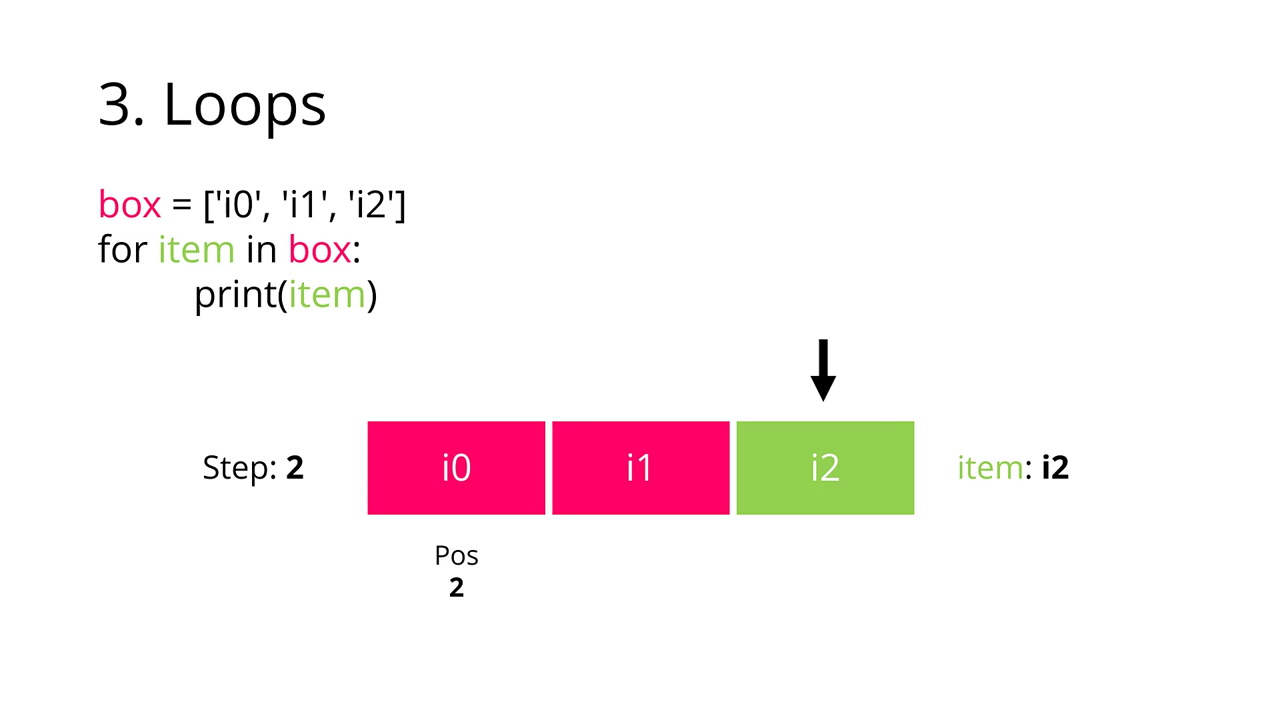 3. Loops
box = ['i0', 'i1', 'i2']
for item in box:
print(item)
Step: 2
i0
i1
i2
item: i2
Pos
2